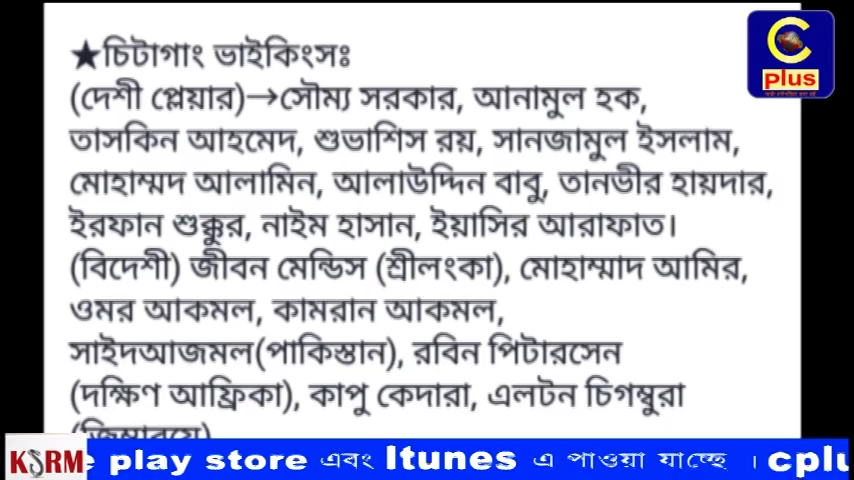 ★চিটাগাং ভাইকিংসঃ
(দেশী প্লেয়ার)→সৌম্য সরকার, আনামুল হক,
তাসকিন আহমেদ, শুভাশিস রয়, সানজামুল ইসলাম,
মোহাম্মদ আলামিন, আলাউদ্দিন বাবু, তানভীর হায়দার,
ইরফান শুক্কুর, নাইম হাসান, ইয়াসির আরাফাত।
(বিদেশী) জীবন মেন্ডিস (শ্রীলংকা), মোহাম্মাদ আমির,
ওমর আকমল, কামরান আকমল,
সাইদআজমল(পাকিস্তান), রবিন পিটারসেন
(দক্ষিণ আফ্রিকা), কাপু কেদারা, এলটন চিগম্বুরা
C
plus
KSRM
e play store এবং Itunes এ পাওয়া যাচ্ছে । cplu